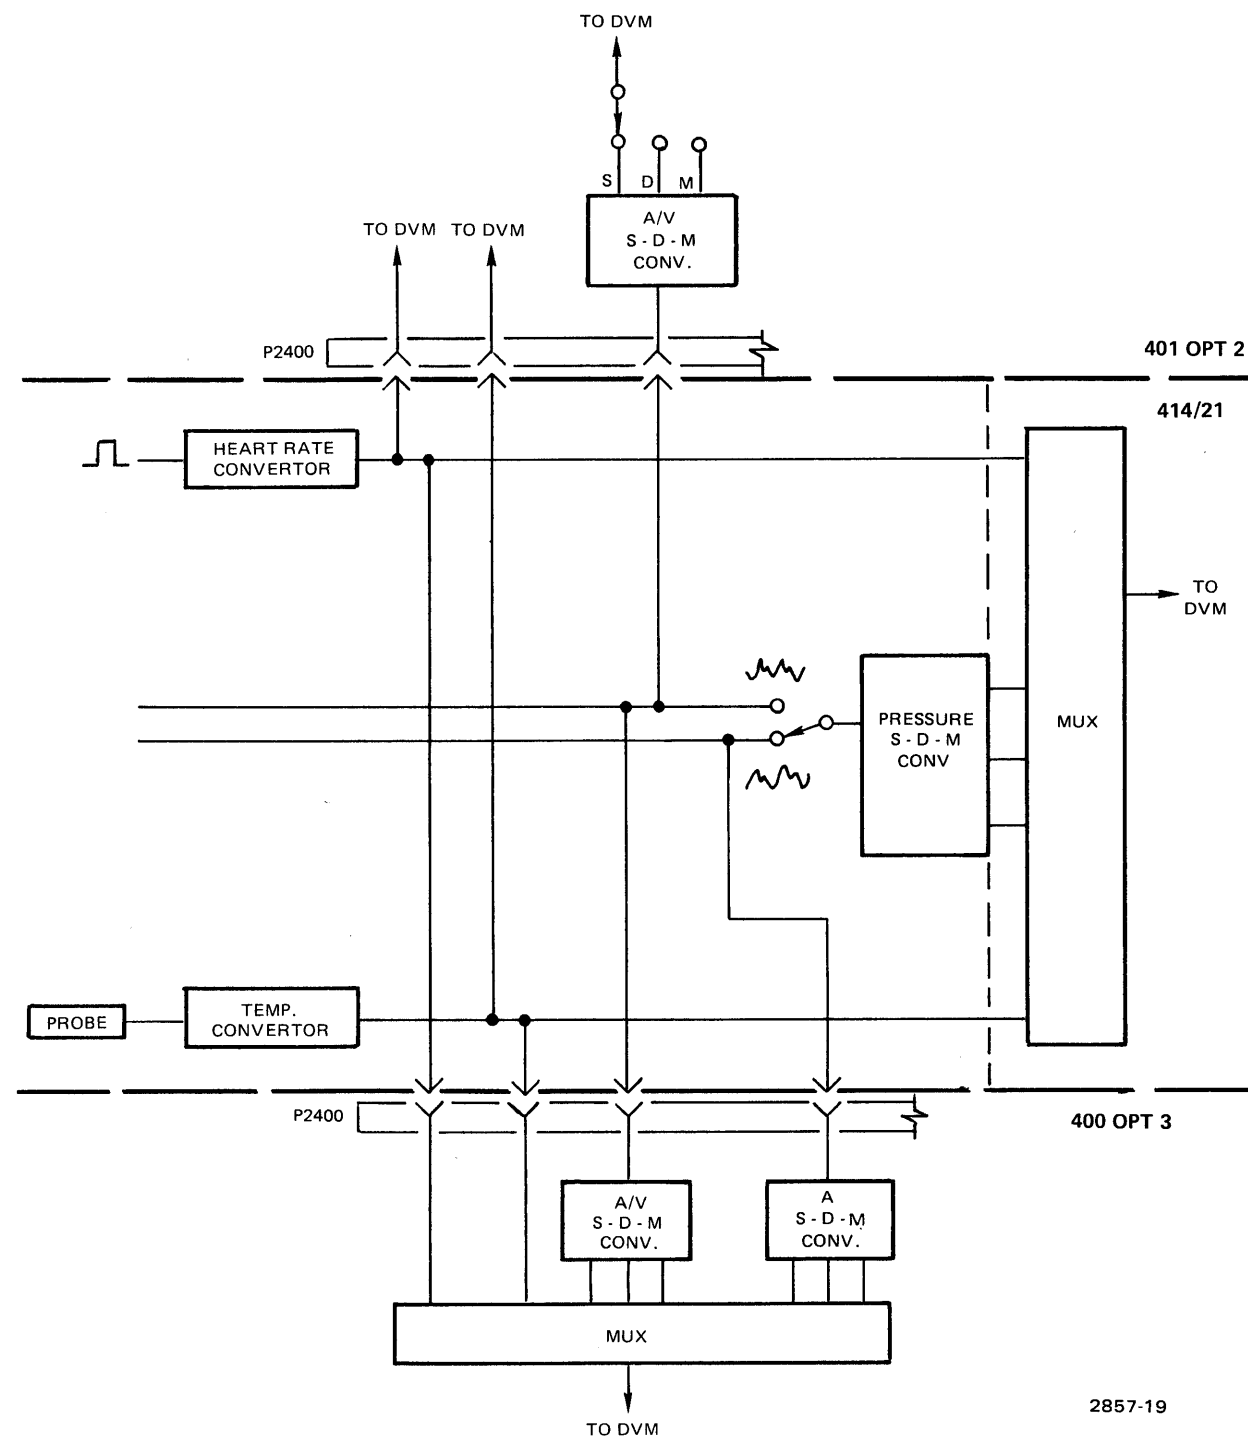 TO DVM
S D M
A/V
S - D - M
CONV.
TO DVM TO DVM
P2400
401 OPT 2
414/21
HEART RATE
CONVERTOR
TO
DVM
PRESSURE
S - D - M
CONV
MUX
PROBE
TEMP.
CONVERTOR
P2400
400 OPT 3
A/V
S - D - M
CONV.
A
S - D - M
CONV.
MUX
TO DVM
2857-19